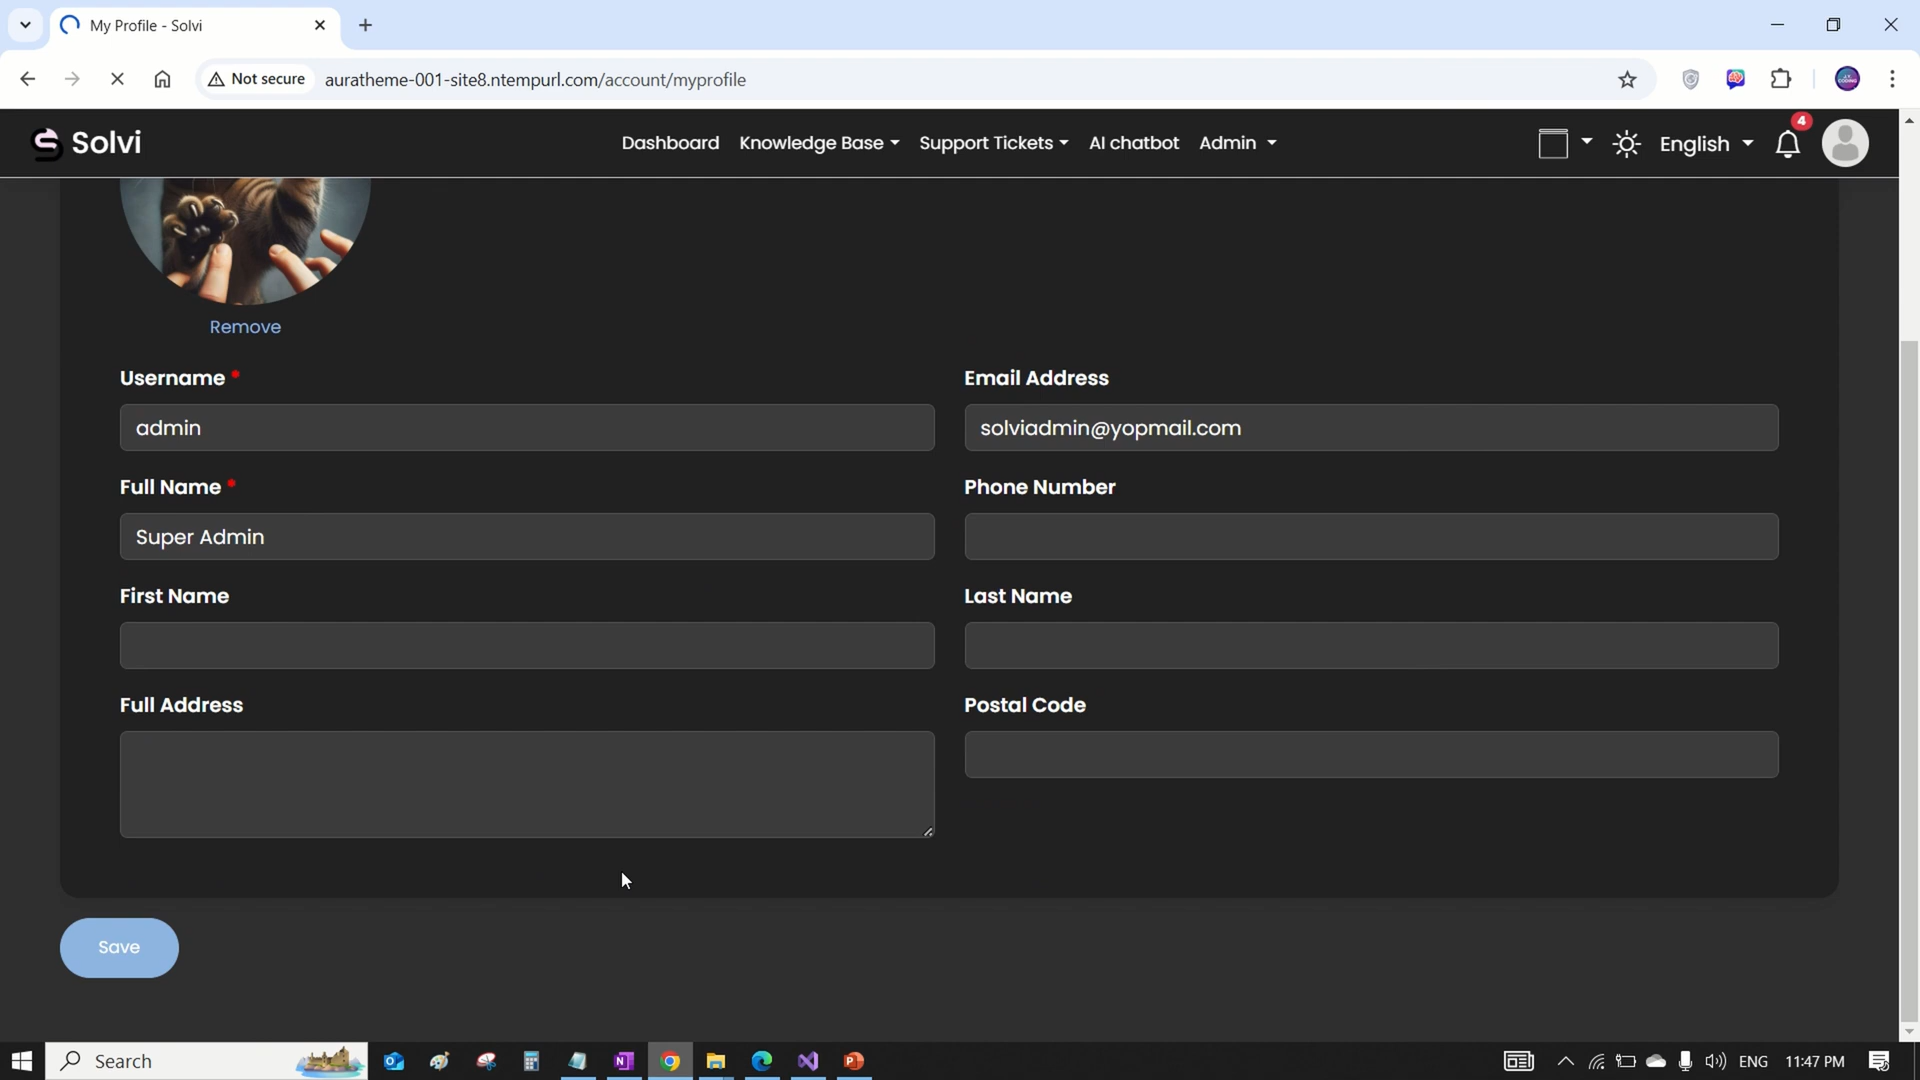 My Profile - Solvi
Not secure
auratheme-001-site8.ntempurl.com/account/myprofile
Solvi
Dashboard
Knowledge Base
Support Tickets
AI chatbot
Admin
English
4
Remove
Username *
Email Address
admin
solviadmin@yopmail.com
Full Name *
Phone Number
Super Admin
First Name
Last Name
Full Address
Postal Code
Save
Search
ENG
11:47 PM